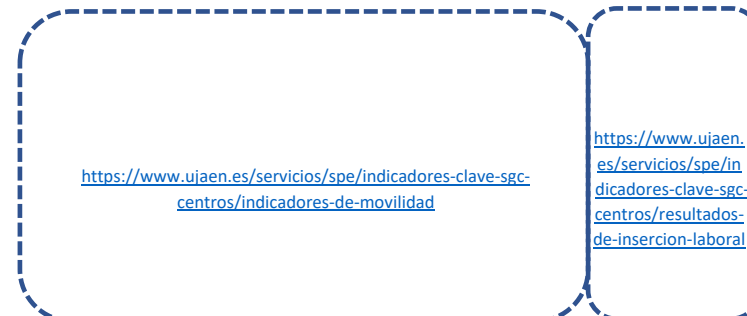 https://www.ujaen.es/servicios/spe/indicadores-clave-sgc-
centros/indicadores-de-movilidad
https://www.ujaen.
es/servicios/spe/in
dicadores-clave-sgc-
centros/resultados-
de-insercion-laboral